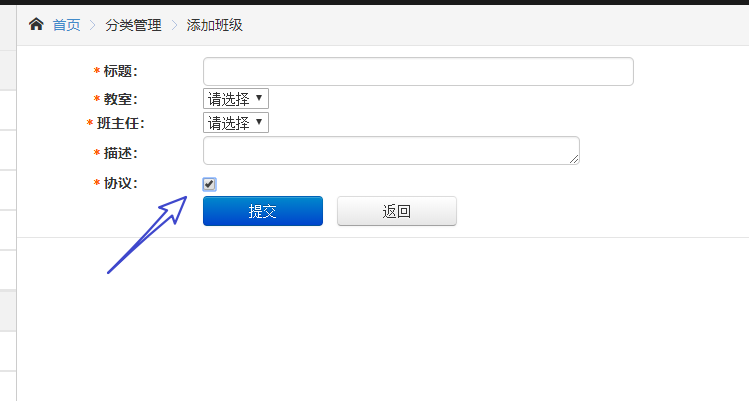 首页 分类管理 添加班级
* 标题：
* 教室： 请选择
* 班主任： 请选择
* 描述：
* 协议：
提交 返回